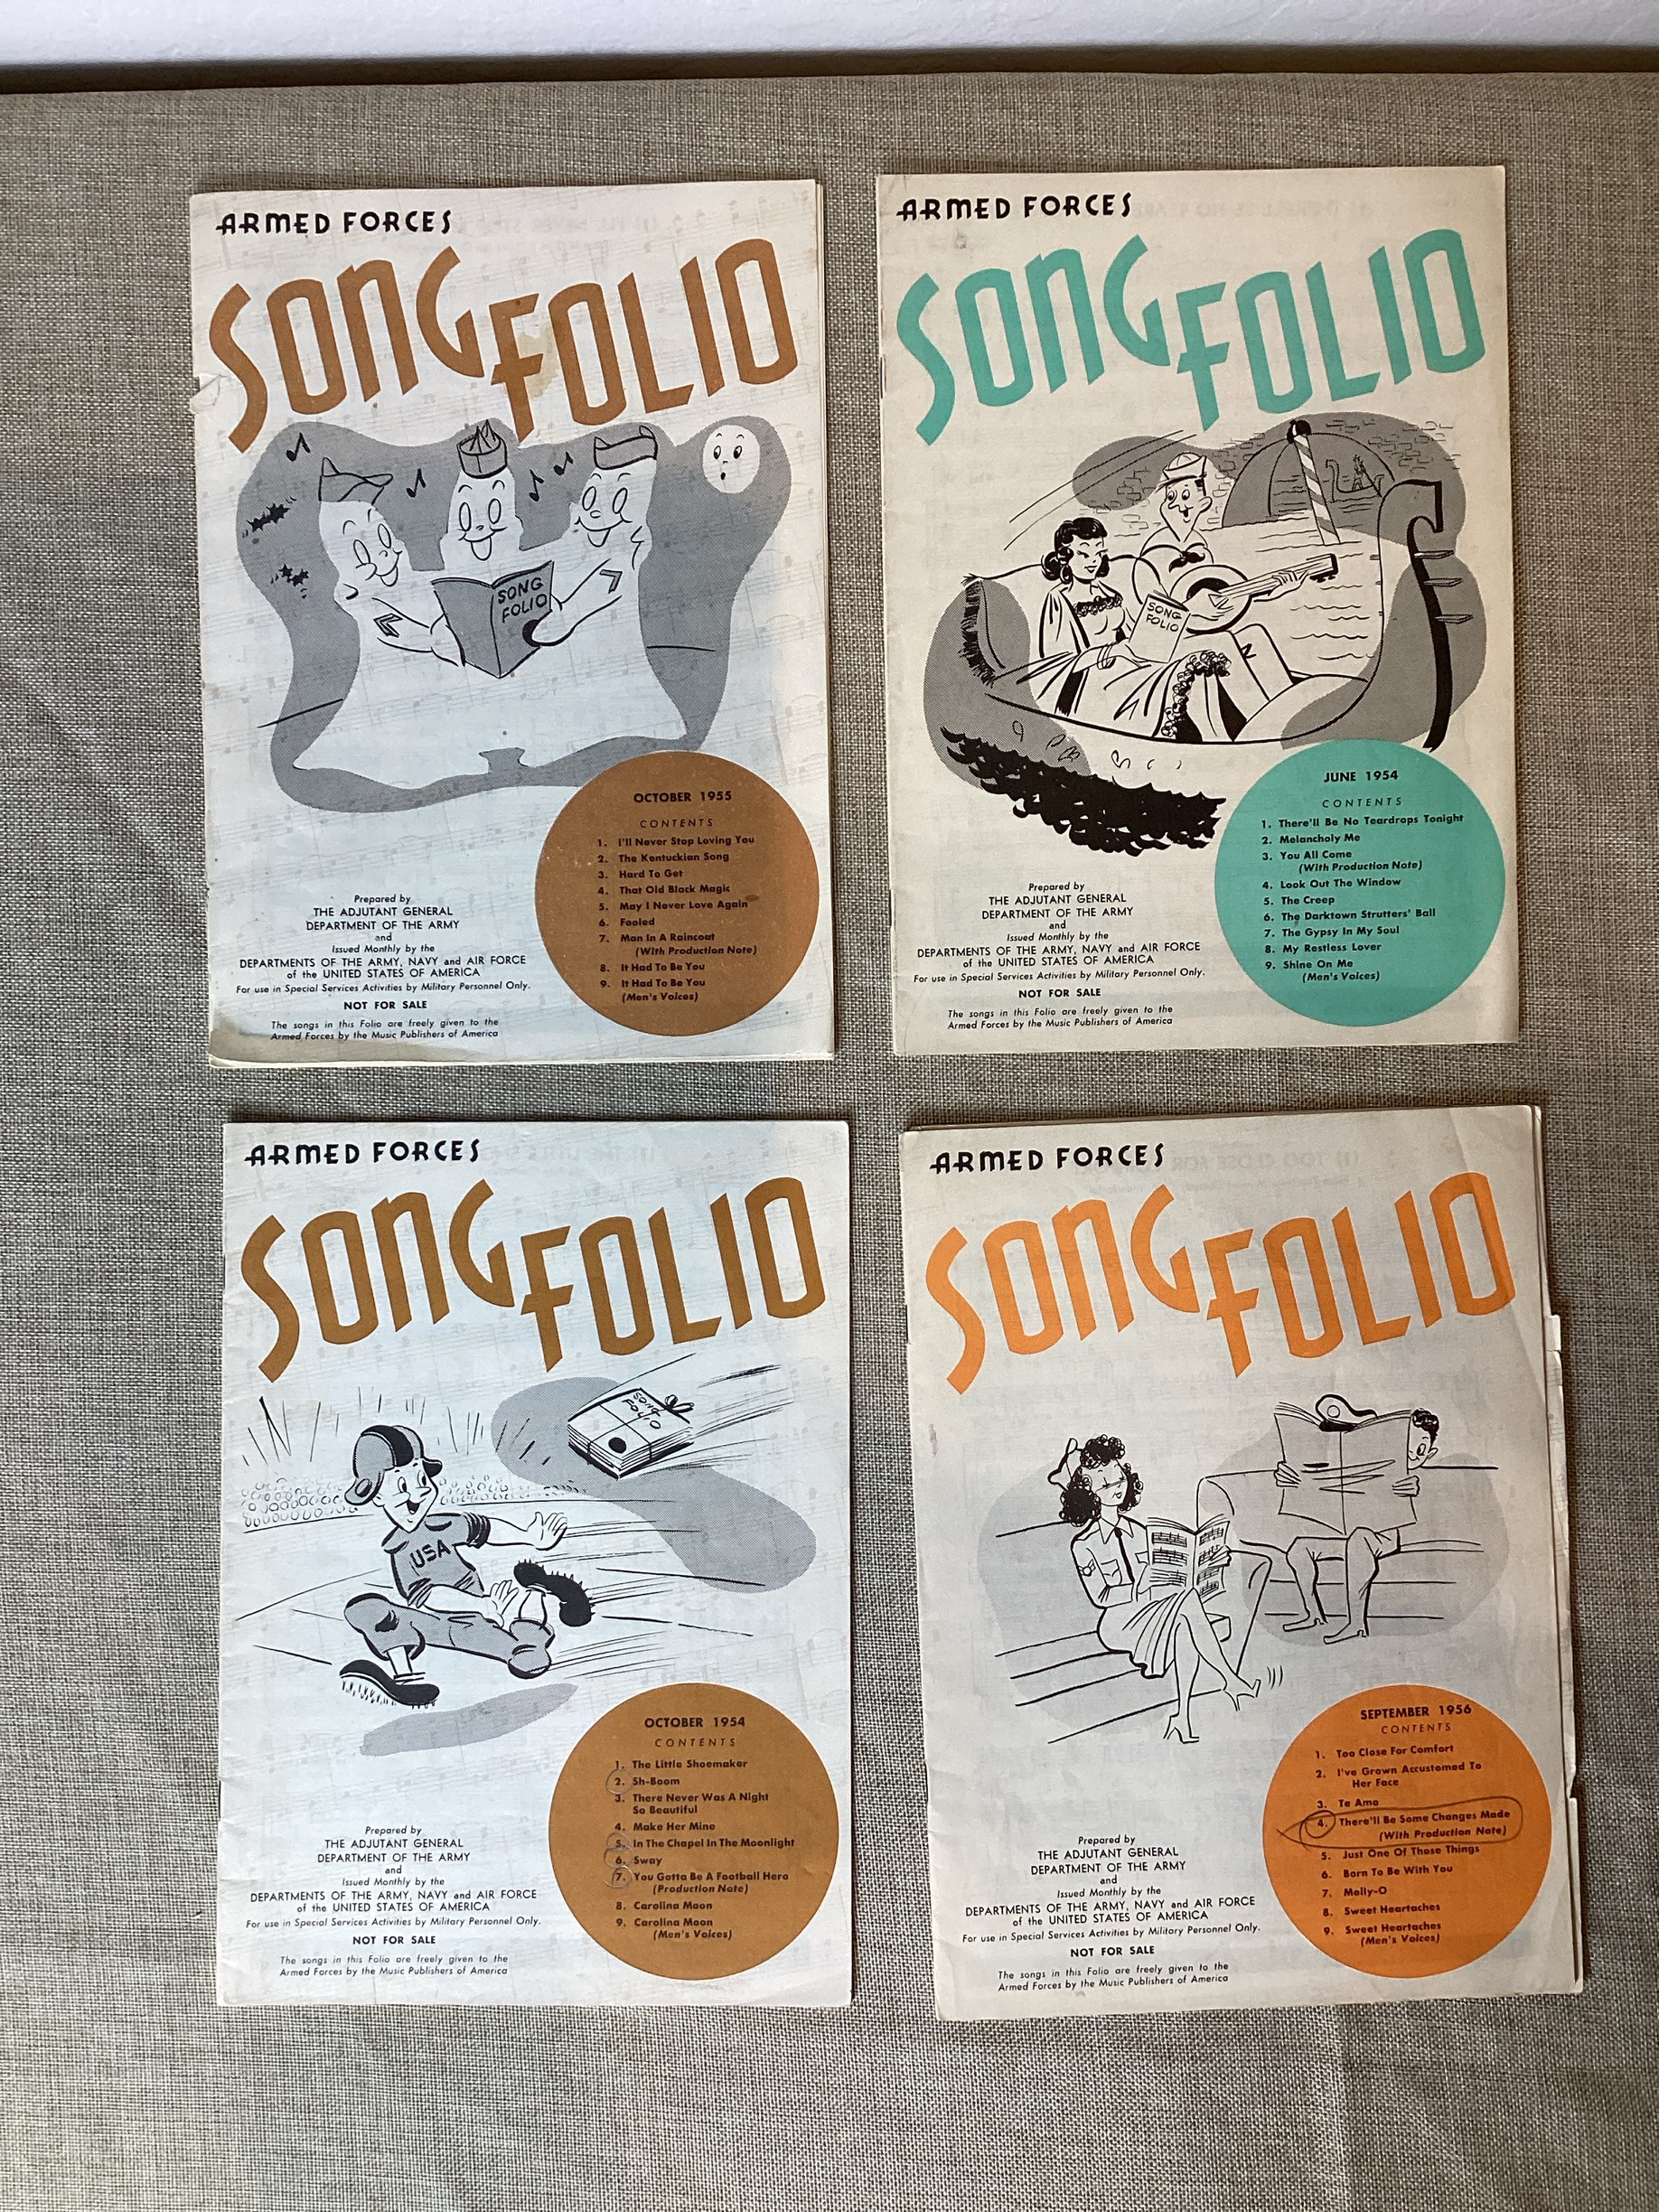 ARMED FORCES
SONG FOLIO
SONG
FOLIO
OCTOBER 1955
CONTENTS
1. I'll Never Stop Loving You
2. The Kentuckian Song
3. Hard To Get
4. That Old Black Magic
5. May I Never Love Again
6. Fooled
7. Man In A Raincoat
(With Production Note)
8. It Had To Be You
9. It Had To Be You
(Men's Voices)
Prepared by
THE ADJUTANT GENERAL
DEPARTMENT OF THE ARMY
and
Issued Monthly by the
DEPARTMENTS OF THE ARMY, NAVY and AIR FORCE
of the UNITED STATES OF AMERICA
For use in Special Services Activities by Military Personnel Only.
NOT FOR SALE
The songs in this Folio are freely given to the
Armed Forces by the Music Publishers of America
ARMED FORCES
SONG FOLIO
SONG
FOLIO
JUNE 1954
CONTENTS
1. There'll Be No Teardrops Tonight
2. Melancholy Me
3. You All Come
(With Production Note)
4. Look Out The Window
5. The Creep
6. The Darktown Strutters' Ball
7. The Gypsy In My Soul
8. My Restless Lover
9. Shine On Me
(Men's Voices)
Prepared by
THE ADJUTANT GENERAL
DEPARTMENT OF THE ARMY
and
Issued Monthly by the
DEPARTMENTS OF THE ARMY, NAVY and AIR FORCE
of the UNITED STATES OF AMERICA
For use in Special Services Activities by Military Personnel Only.
NOT FOR SALE
The songs in this Folio are freely given to the
Armed Forces by the Music Publishers of America
ARMED FORCES
SONG FOLIO
SONG
FOLIO
USA
OCTOBER 1954
CONTENTS
1. The Little Shoemaker
2. Sh-Boom
3. There Never Was A Night
So Beautiful
4. Make Her Mine
5. In The Chapel In The Moonlight
6. Sway
7. You Gotta Be A Football Hero
(Production Note)
8. Carolina Moon
9. Carolina Moon
(Men's Voices)
Prepared by
THE ADJUTANT GENERAL
DEPARTMENT OF THE ARMY
and
Issued Monthly by the
DEPARTMENTS OF THE ARMY, NAVY and AIR FORCE
of the UNITED STATES OF AMERICA
For use in Special Services Activities by Military Personnel Only.
NOT FOR SALE
The songs in this Folio are freely given to the
Armed Forces by the Music Publishers of America
ARMED FORCES
SONG FOLIO
SEPTEMBER 1956
CONTENTS
1. Too Close For Comfort
2. I've Grown Accustomed To
Her Face
3. Te Amo
4. There'll Be Some Changes Made
(With Production Note)
5. Just One Of Those Things
6. Born To Be With You
7. Molly-O
8. Sweet Heartaches
9. Sweet Heartaches
(Men's Voices)
Prepared by
THE ADJUTANT GENERAL
DEPARTMENT OF THE ARMY
and
Issued Monthly by the
DEPARTMENTS OF THE ARMY, NAVY and AIR FORCE
of the UNITED STATES OF AMERICA
For use in Special Services Activities by Military Personnel Only.
NOT FOR SALE
The songs in this Folio are freely given to the
Armed Forces by the Music Publishers of America